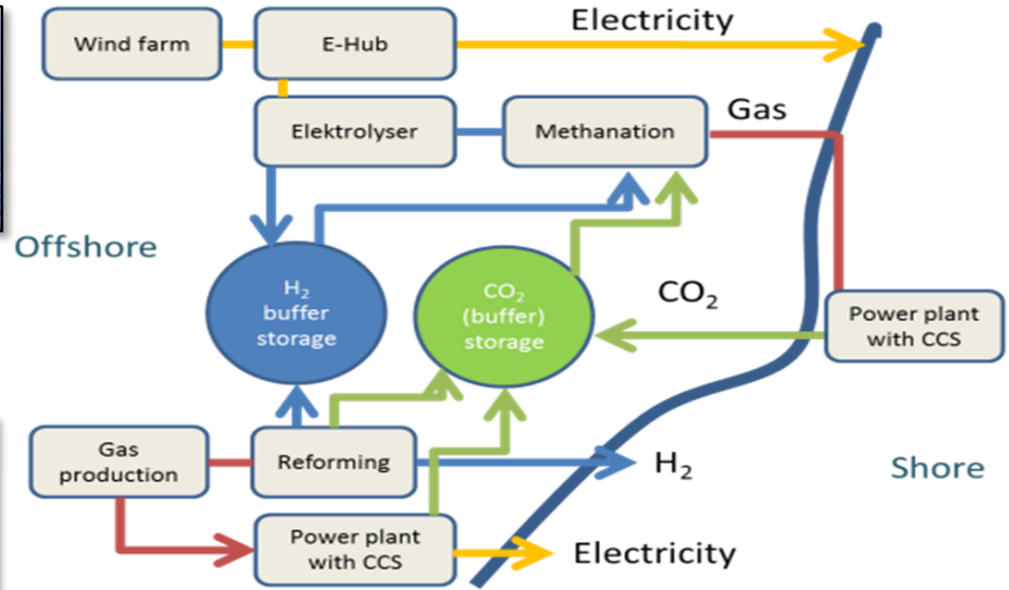 Electricity
Wind farm
E-Hub
Elektrolyser
Methanation
Gas
Offshore
H₂
buffer
storage
CO₂
(buffer)
storage
CO₂
Power plant
with CCS
Gas
production
Reforming
H₂
Shore
Power plant
with CCS
Electricity